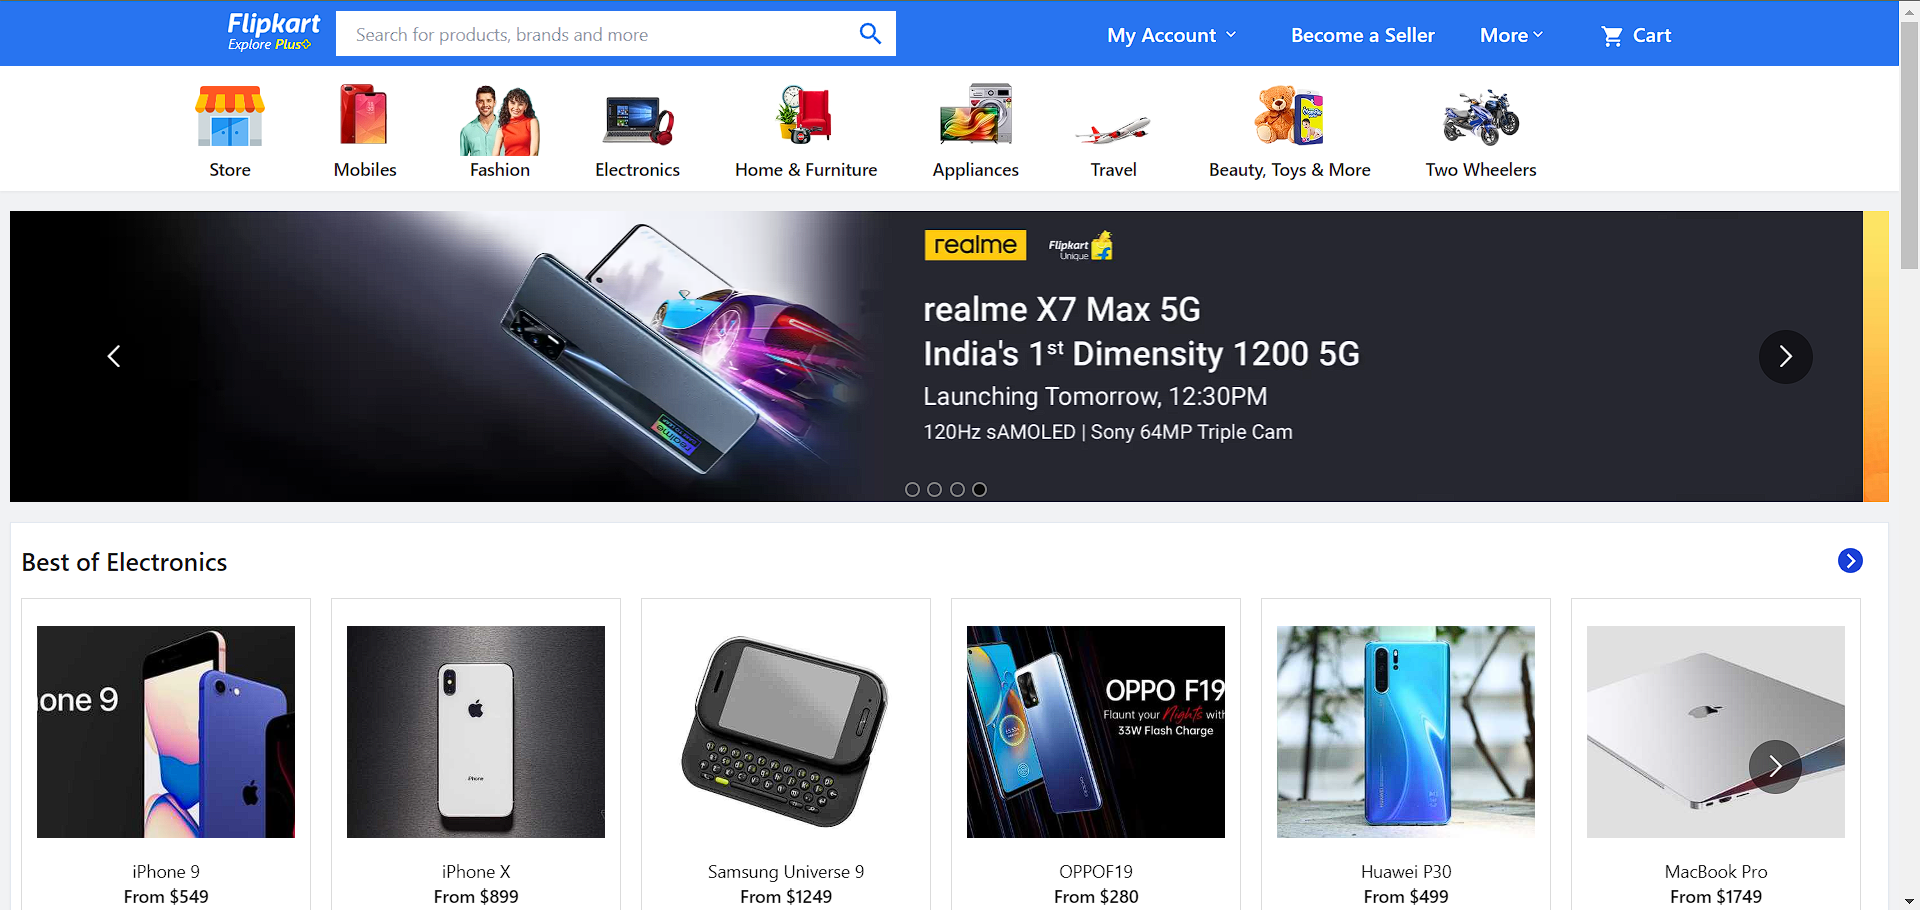 Flipkart
Explore Plus
Search for products, brands and more
My Account
Become a Seller
More
Cart
Store
Mobiles
Fashion
Electronics
Home & Furniture
Appliances
Travel
Beauty, Toys & More
Two Wheelers
realme
Flipkart
Unique
realme X7 Max 5G
India's 1st Dimensity 1200 5G
Launching Tomorrow, 12:30PM
120Hz sAMOLED | Sony 64MP Triple Cam
realme
Best of Electronics
one 9
iPhone
OPPO F19
Flaunt your Nights with
33W Flash Charge
iPhone 9
From $549
iPhone X
From $899
Samsung Universe 9
From $1249
OPPOF19
From $280
Huawei P30
From $499
MacBook Pro
From $1749